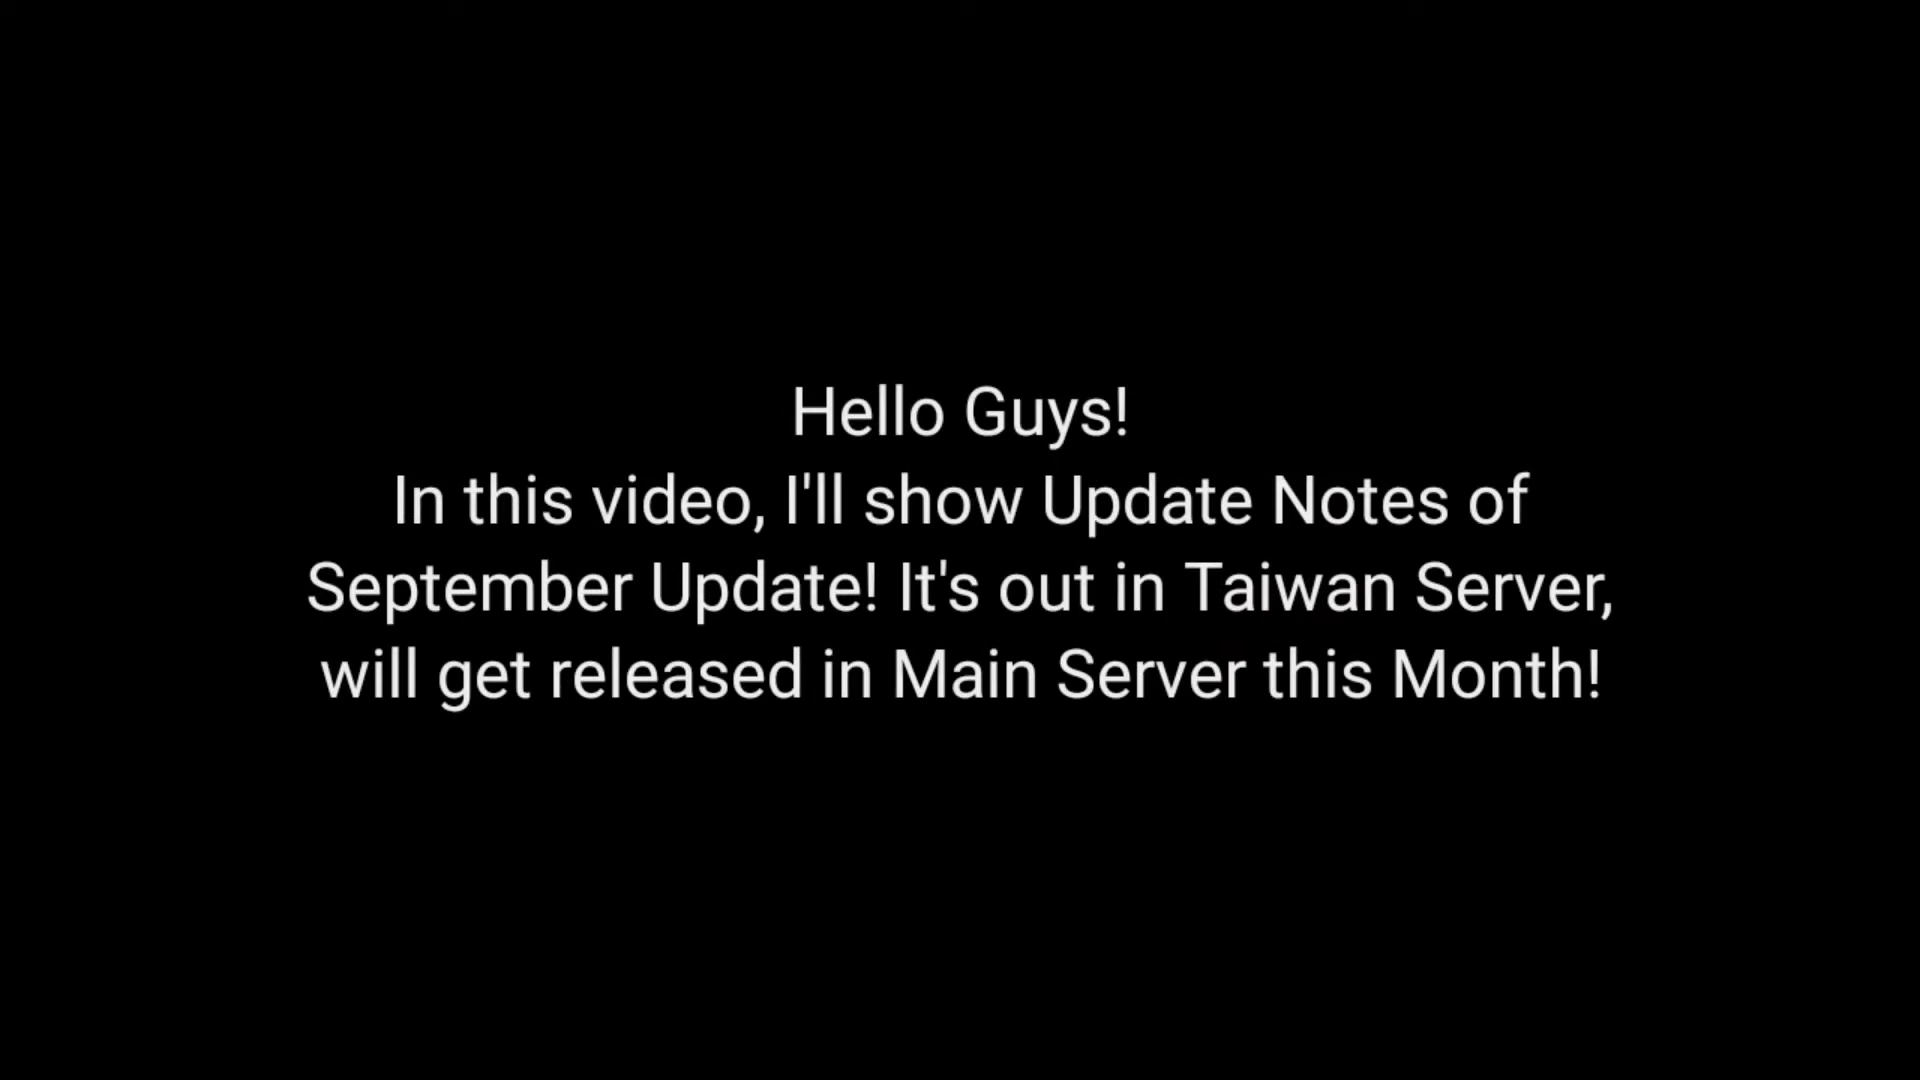 Hello Guys!
In this video, I'll show Update Notes of
September Update! It's out in Taiwan Server,
will get released in Main Server this Month!